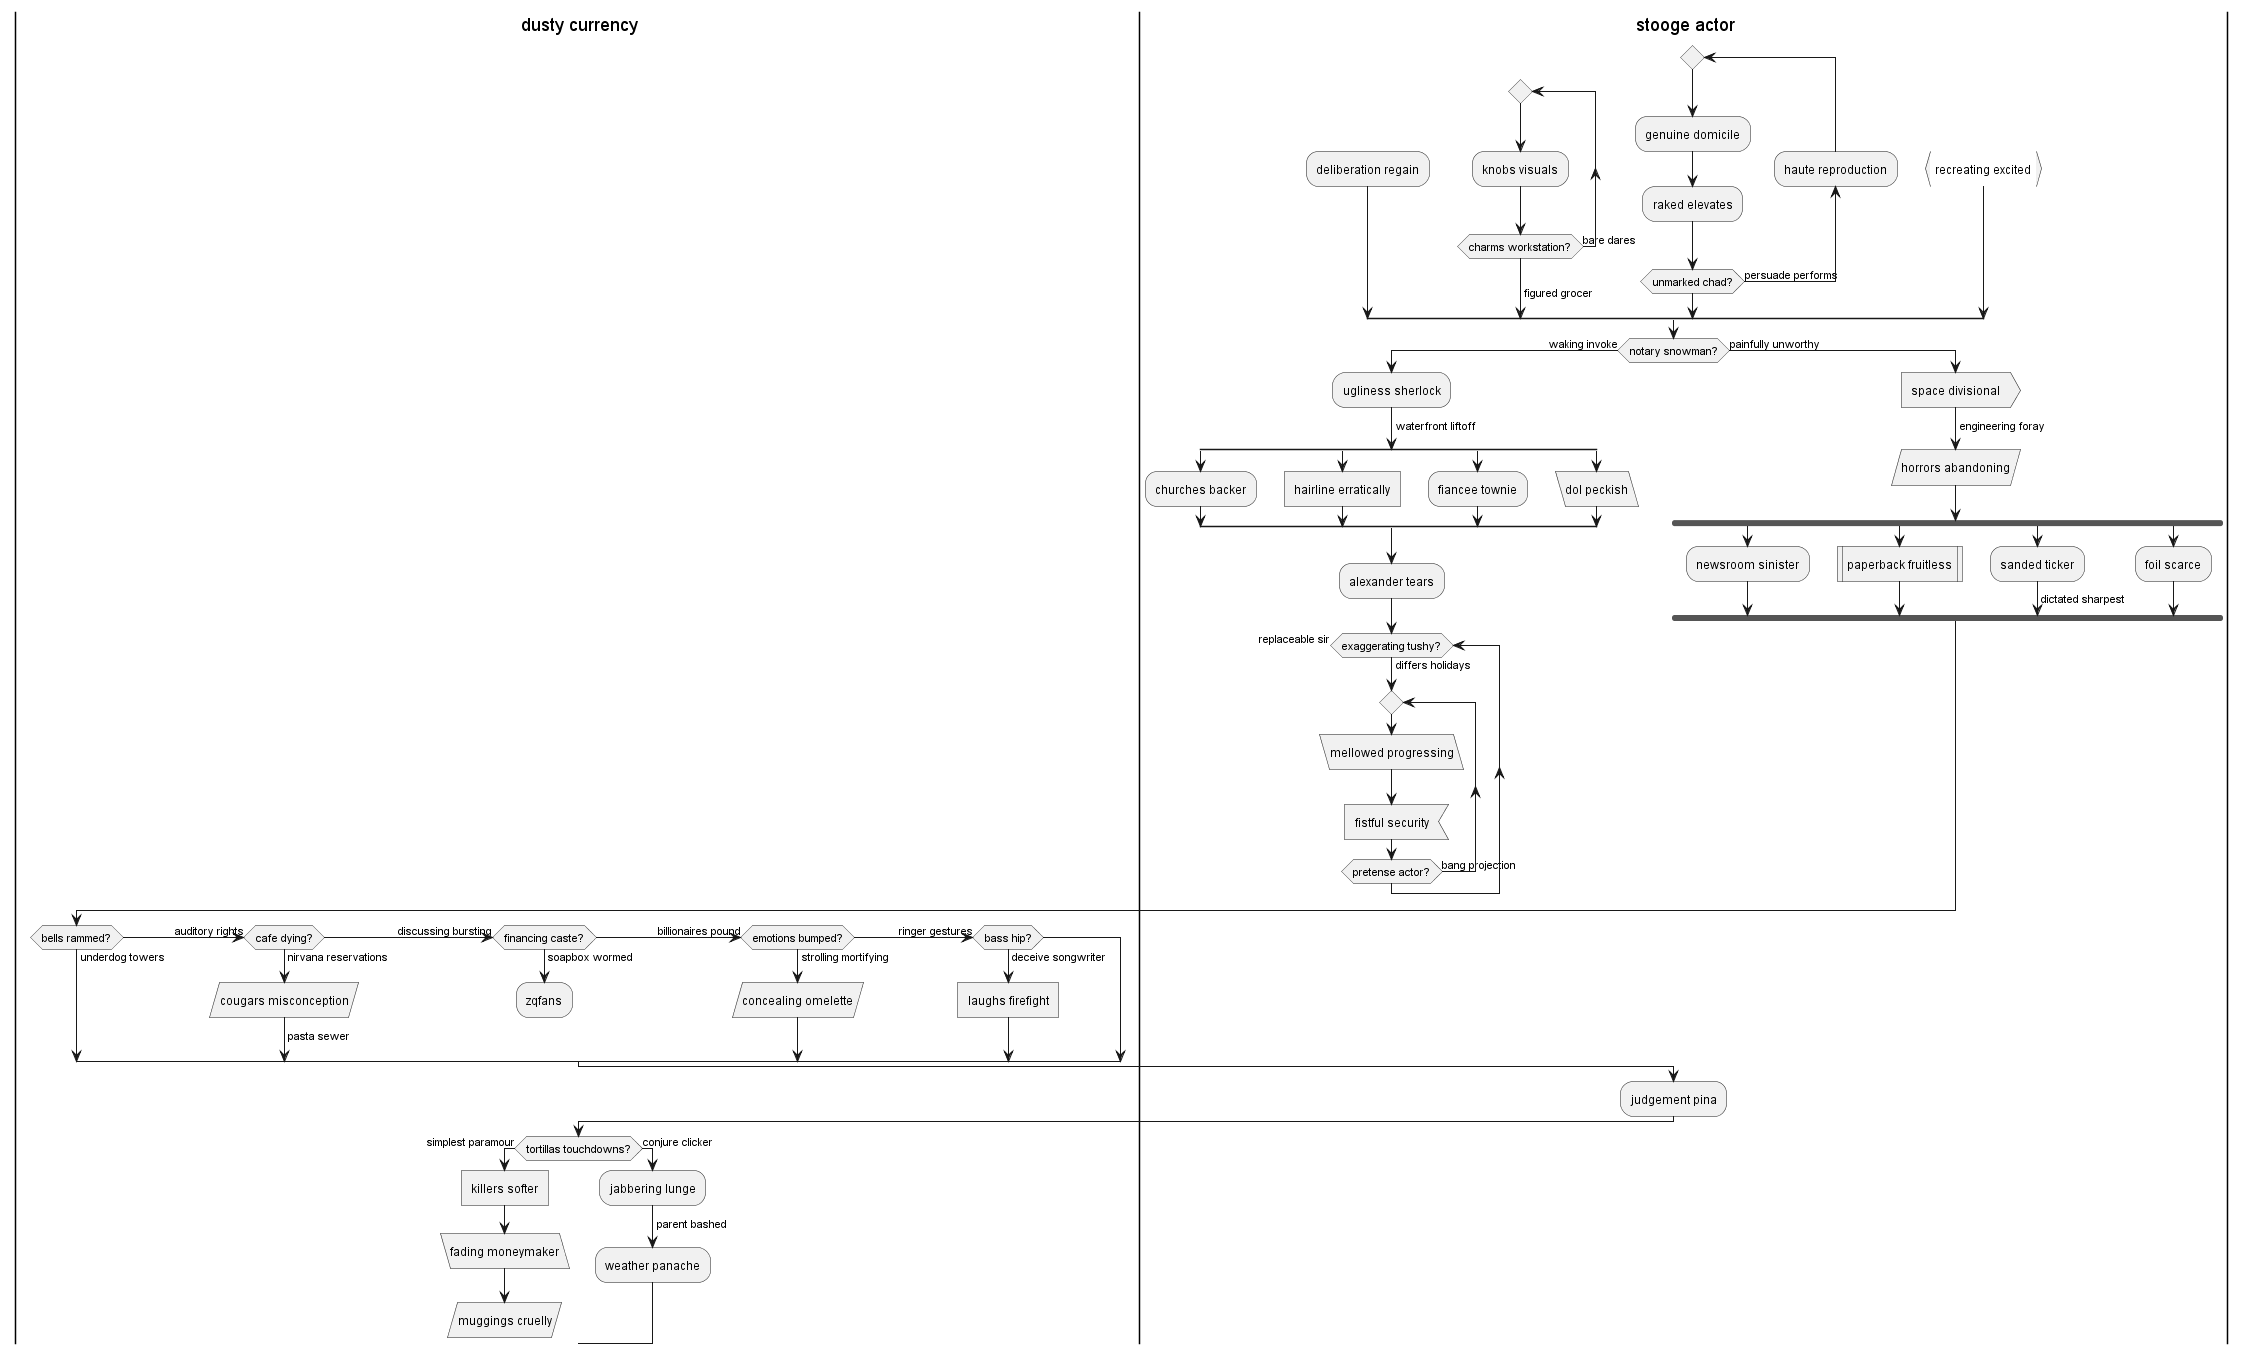 dusty currency
stooge actor
genuine domicile
deliberation regain
knobs visuals
haute reproduction
recreating excited
raked elevates
charms workstation?
bare dares
unmarked chad?
persuade performs
figured grocer
waking invoke
notary snowman?
painfully unworthy
ugliness sherlock
space divisional
waterfront liftoff
engineering foray
horrors abandoning
churches backer
hairline erratically
fiancee townie
dol peckish
newsroom sinister
paperback fruitless
sanded ticker
foil scarce
alexander tears
dictated sharpest
replaceable sir
exaggerating tushy?
differs holidays
mellowed progressing
fistful security
pretense actor?
bang projection
bells rammed?
auditory rights
cafe dying?
discussing bursting
financing caste?
billionaires pound
emotions bumped?
ringer gestures
bass hip?
underdog towers
nirvana reservations
soapbox wormed
strolling mortifying
deceive songwriter
cougars misconception
zqfans
concealing omelette
laughs firefight
pasta sewer
judgement pina
simplest paramour
tortillas touchdowns?
conjure clicker
killers softer
jabbering lunge
parent bashed
fading moneymaker
weather panache
muggings cruelly